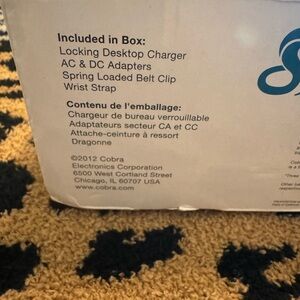 Included in Box:
Locking Desktop Charger
AC & DC Adapters
Spring Loaded Belt Clip
Wrist Strap
Contenu de l'emballage:
Chargeur de bureau verrouillable
Adaptateurs secteur CA et CC
Attache-ceinture à ressort
Dragonne
©2012 Cobra
Electronics Corporation
6500 West Cortland Street
Chicago, IL 60707 USA
www.cobra.com